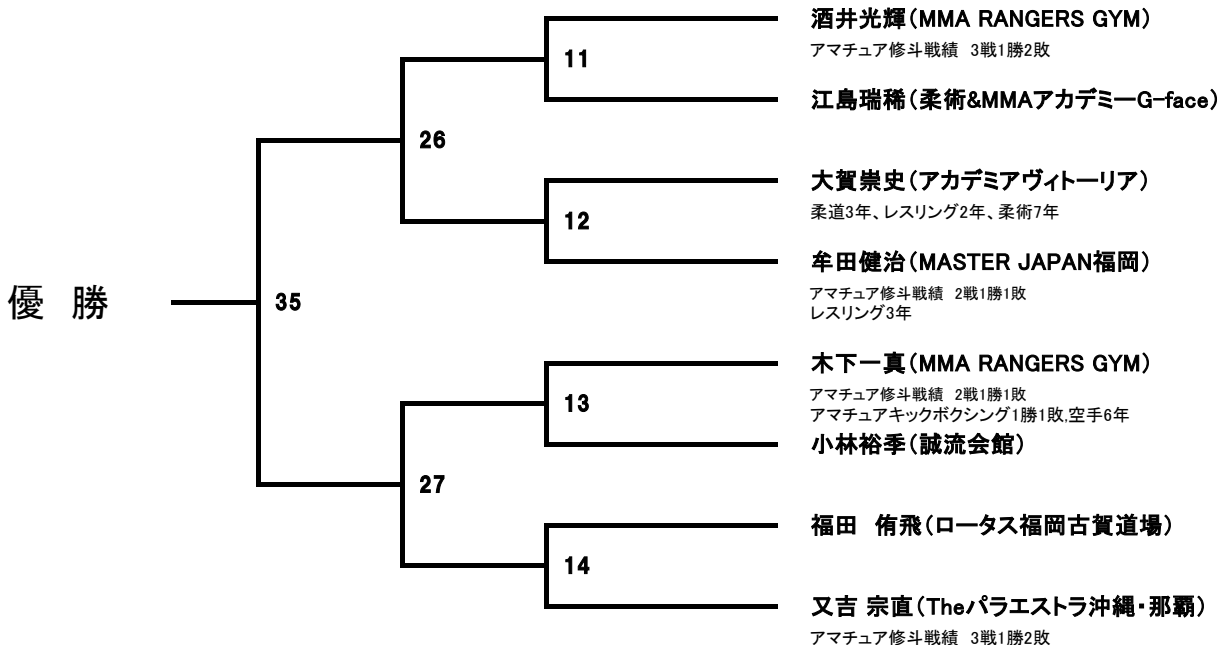 酒井光輝（MMA RANGERS GYM）
アマチュア修斗戦績　3戦1勝2敗
11
江島瑞稀（柔術&MMAアカデミーG-face）
26
大賀崇史（アカデミアヴィトーリア）
柔道3年、レスリング2年、柔術7年
12
牟田健治（MASTER JAPAN福岡）
アマチュア修斗戦績　2戦1勝1敗
レスリング3年
優　勝
35
木下一真（MMA RANGERS GYM）
アマチュア修斗戦績　2戦1勝1敗
アマチュアキックボクシング1勝1敗,空手6年
13
小林裕季（誠流会館）
27
福田　侑飛（ロータス福岡古賀道場）
14
又吉 宗直（Theパラエストラ沖縄・那覇）
アマチュア修斗戦績　3戦1勝2敗